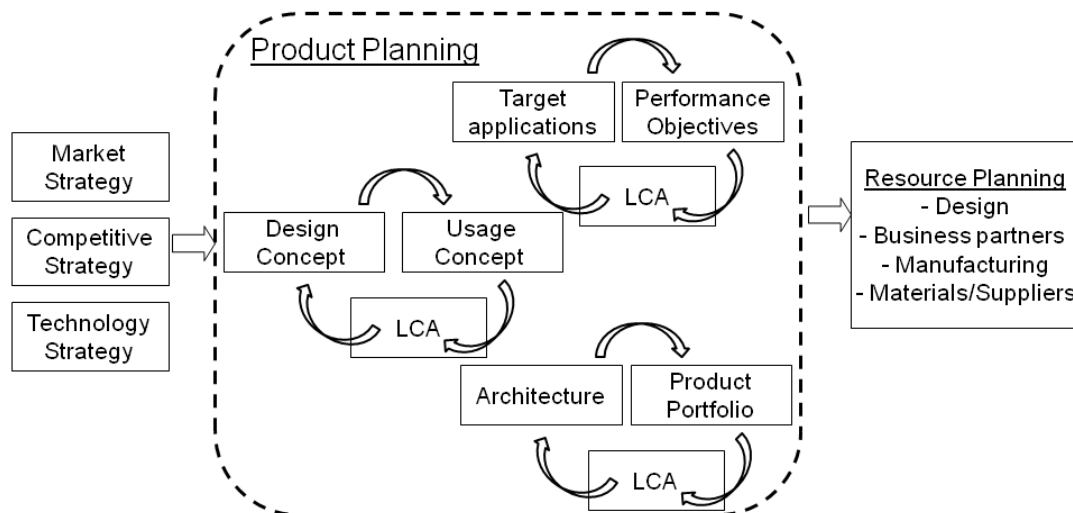 Product Planning
Market
Strategy
Competitive
Strategy
Technology
Strategy
Design
Concept
Usage
Concept
LCA
Target
applications
Performance
Objectives
LCA
Architecture
Product
Portfolio
LCA
Resource Planning
- Design
- Business partners
- Manufacturing
- Materials/Suppliers